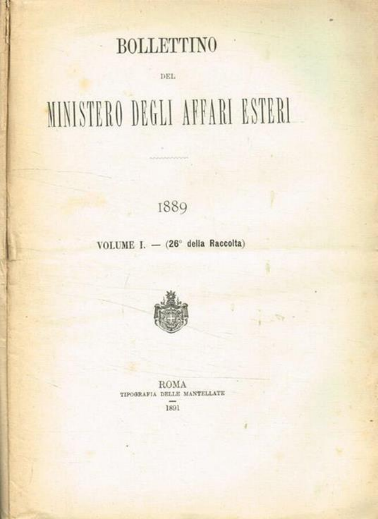 BOLLETTINO
DEL
MINISTERO DEGLI AFFARI ESTERI
1889
VOLUME I. — (26° della Raccolta)
ROMA
TIPOGRAFIA DELLE MANTELLATE
1891